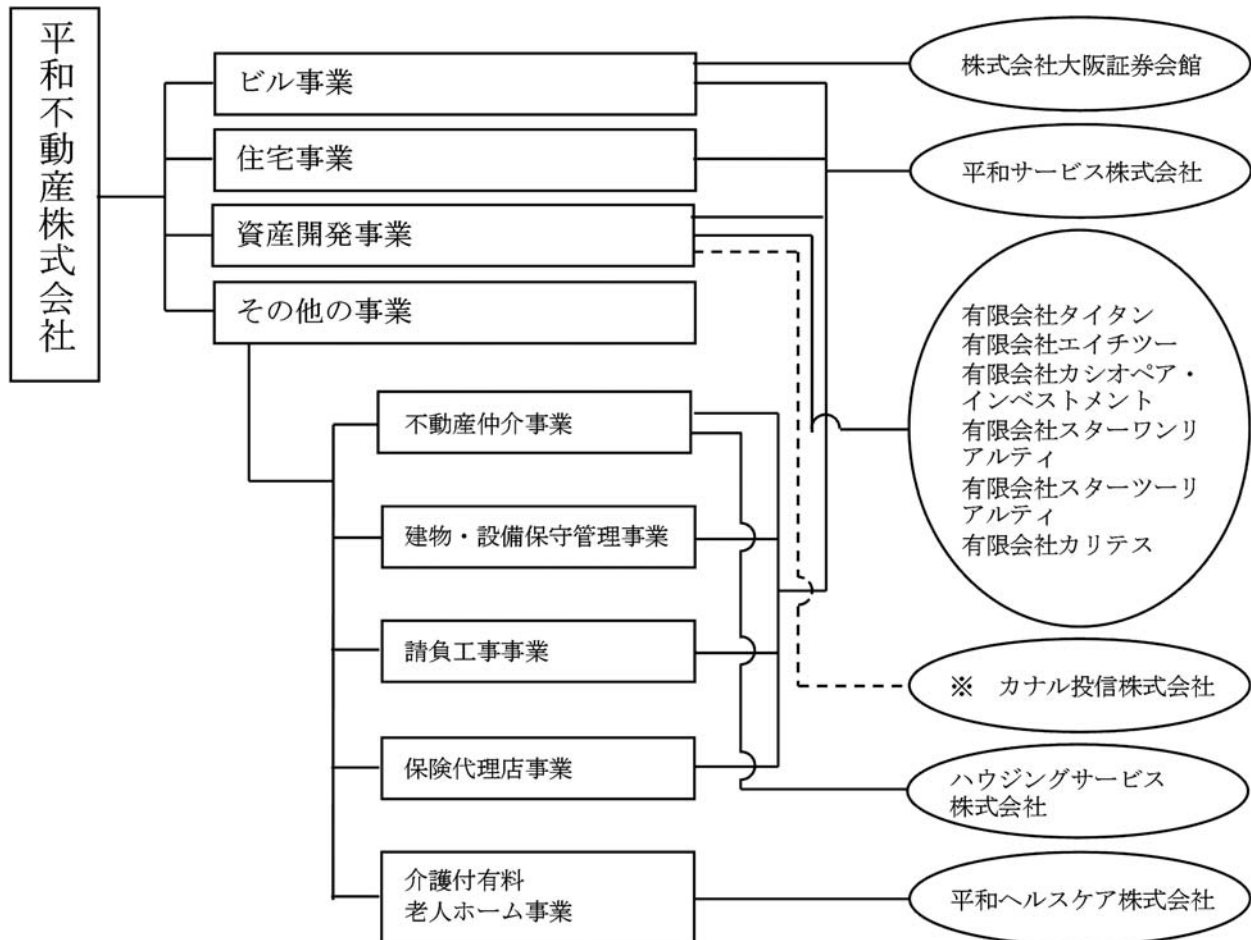 平和不動産株式会社
ビル事業
住宅事業
資産開発事業
その他の事業
不動産仲介事業
建物・設備保守管理事業
請負工事事業
保険代理店事業
介護付有料
老人ホーム事業
株式会社大阪証券会館
平和サービス株式会社
有限会社タイタン
有限会社エイチツー
有限会社カシオペア・
インベストメント
有限会社スターワンリ
アルティ
有限会社スターツーリ
アルティ
有限会社カリテス
※　カナル投信株式会社
ハウジングサービス
株式会社
平和ヘルスケア株式会社